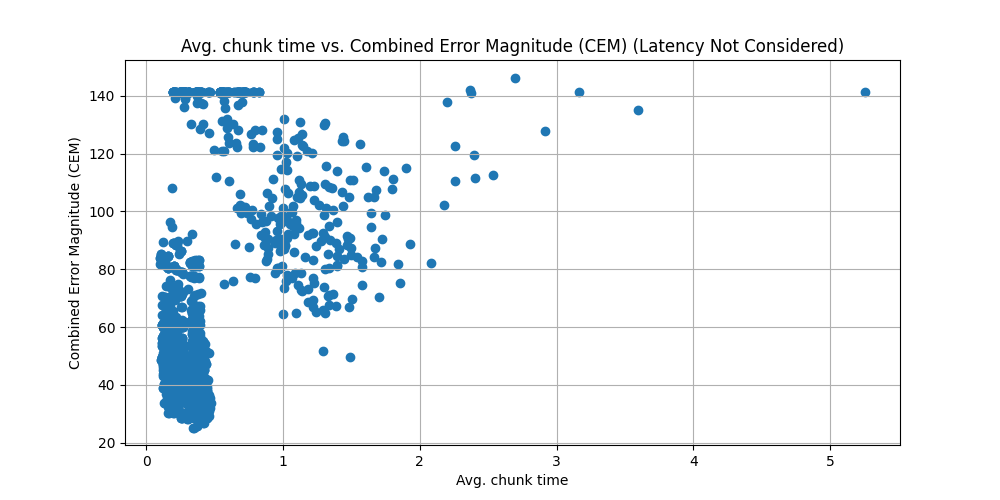 Avg. chunk time vs. Combined Error Magnitude (CEM) (Latency Not Considered)
Combined Error Magnitude (CEM)
140
120
100
80
60
40
20
0 1 2 3 4 5
Avg. chunk time